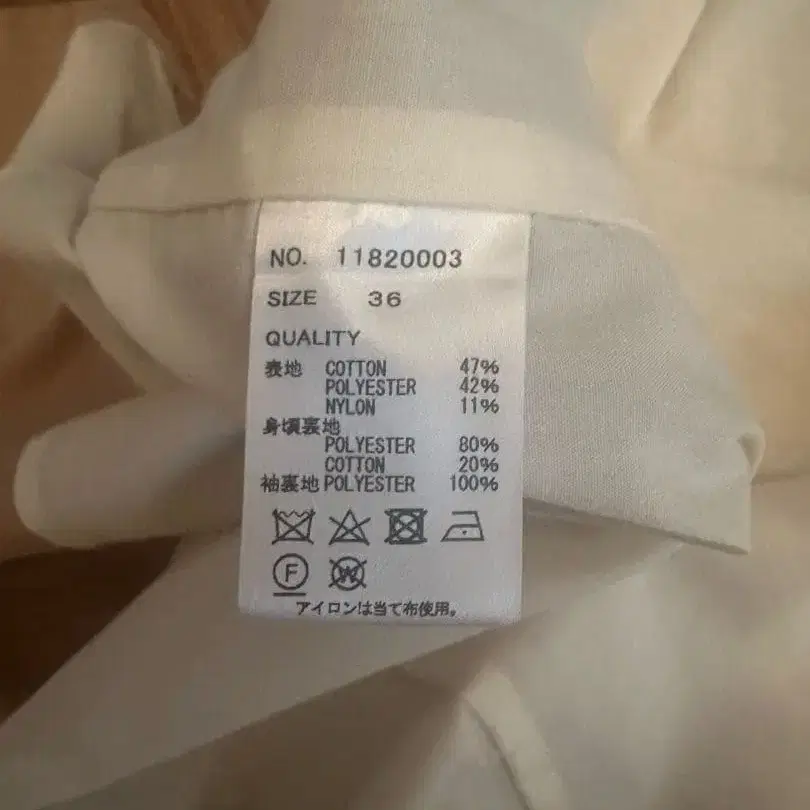 NO. 11820003
SIZE 36
QUALITY
表地 COTTON 47%
POLYESTER 42%
NYLON 11%
身頃裏地
POLYESTER 80%
COTTON 20%
袖裏地 POLYESTER 100%
F W
アイロンは当て布使用。